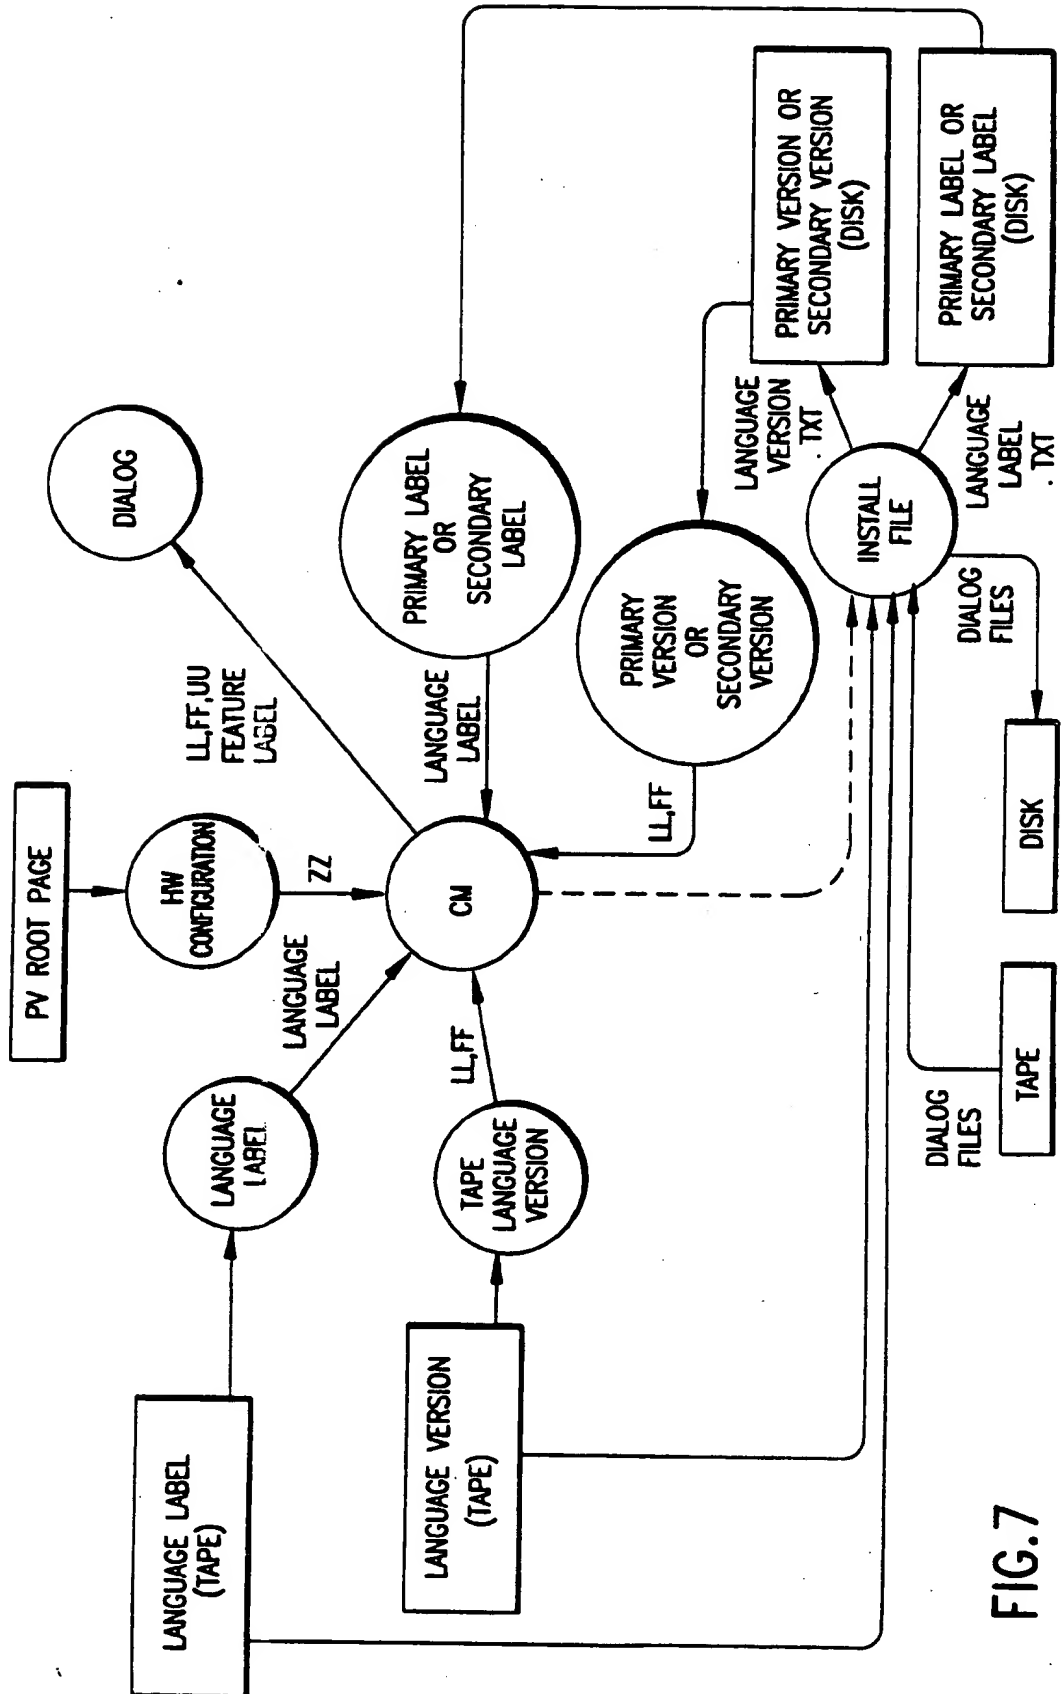 PV ROOT PAGE
LANGUAGE LABEL
(TAPE)
LANGUAGE
LABEL
HW
CONFIGURATION
DIALOG
LL,FF,UU
FEATURE
LABEL
LANGUAGE
LABEL
ZZ
LANGUAGE VERSION
(TAPE)
TAPE
LANGUAGE
VERSION
LL,FF
CM
LANGUAGE
LABEL
PRIMARY LABEL
OR
SECONDARY
LABEL
LL,FF
PRIMARY
VERSION
OR
SECONDARY
VERSION
LANGUAGE
VERSION
.TXT
PRIMARY VERSION OR
SECONDARY VERSION
(DISK)
INSTALL
FILE
LANGUAGE
LABEL
.TXT
PRIMARY LABEL OR
SECONDARY LABEL
(DISK)
DIALOG
FILES
TAPE
DIALOG
FILES
DISK
FIG.7